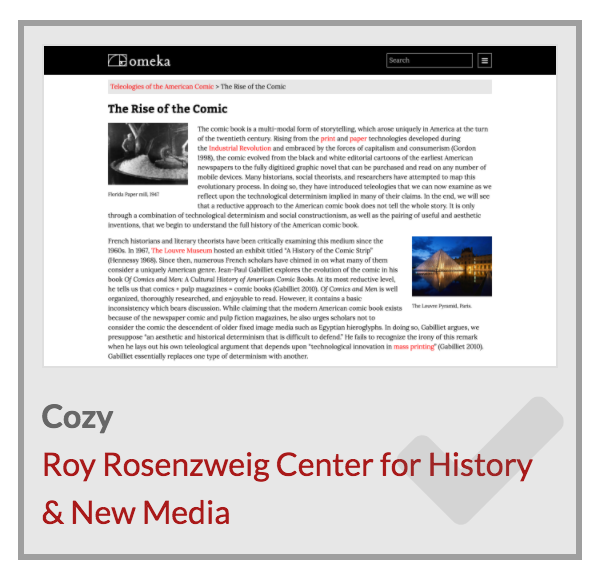 omeka
Search
Teleologies of the American Comic > The Rise of the Comic
The Rise of the Comic
The comic book is a multi-modal form of storytelling, which arose uniquely in America at the turn
of the twentieth century. Rising from the print and paper technologies developed during
the Industrial Revolution and embraced by the forces of capitalism and consumerism (Gordon
1998), the comic evolved from the black and white editorial cartoons of the earliest American
newspapers to the fully digitized graphic novel that can be purchased and read on any number of
mobile devices. Many historians, social theorists, and researchers have attempted to map this
evolutionary process. In doing so, they have introduced teleologies that we can now examine as we
reflect upon the technological determinism implied in many of their claims. In the end, we will see
that a reductive approach to the American comic book does not tell the whole story. It is only
through a combination of technological determinism and social constructionism, as well as the pairing of useful and aesthetic
inventions, that we begin to understand the full history of the American comic book.
Florida Paper mill, 1947
French historians and literary theorists have been critically examining this medium since the
1960s. In 1967, The Louvre Museum hosted an exhibit titled "A History of the Comic Strip"
(Hennessy 1968). Since then, numerous French scholars have chimed in on what many of them
consider a uniquely American genre. Jean-Paul Gabilliet explores the evolution of the comic in his
book Of Comics and Men: A Cultural History of American Comic Books. At its most reductive level,
he tells us that comics + pulp magazines = comic books (Gabilliet 2010). Of Comics and Men is well
organized, thoroughly researched, and enjoyable to read. However, it contains a basic
inconsistency which bears discussion. While claiming that the modern American comic book exists
because of the newspaper comic and pulp fiction magazines, he also urges scholars not to
consider the comic the descendent of older fixed image media such as Egyptian hieroglyphs. In doing so, Gabilliet argues, we
presuppose "an aesthetic and historical determinism that is difficult to defend." He fails to recognize the irony of this remark
when he lays out his own teleological argument that depends upon "technological innovation in mass printing" (Gabilliet 2010).
Gabilliet essentially replaces one type of determinism with another.
The Louvre Pyramid, Paris.
Cozy
Roy Rosenzweig Center for History
& New Media